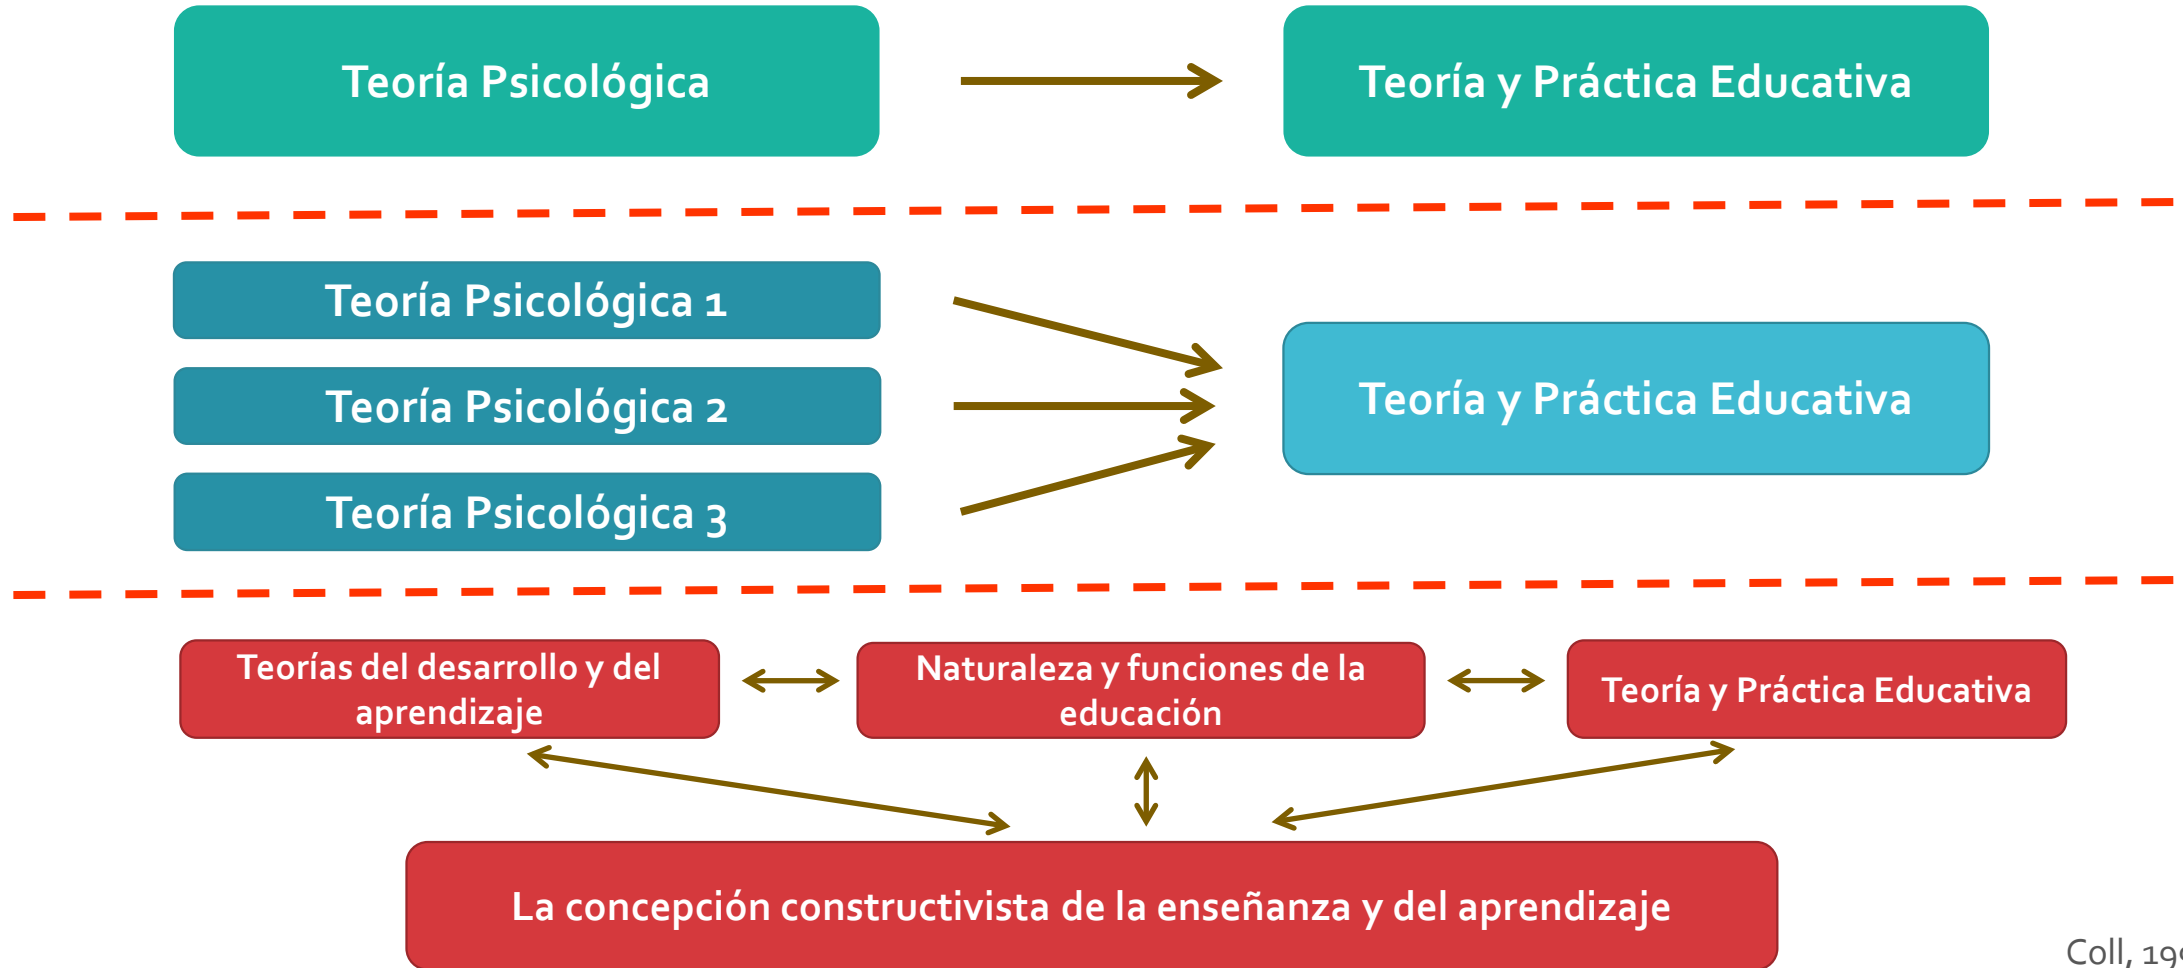 Teoría Psicológica
Teoría y Práctica Educativa
Teoría Psicológica 1
Teoría Psicológica 2
Teoría Psicológica 3
Teoría y Práctica Educativa
Teorías del desarrollo y del
aprendizaje
Naturaleza y funciones de la
educación
Teoría y Práctica Educativa
La concepción constructivista de la enseñanza y del aprendizaje
Coll,